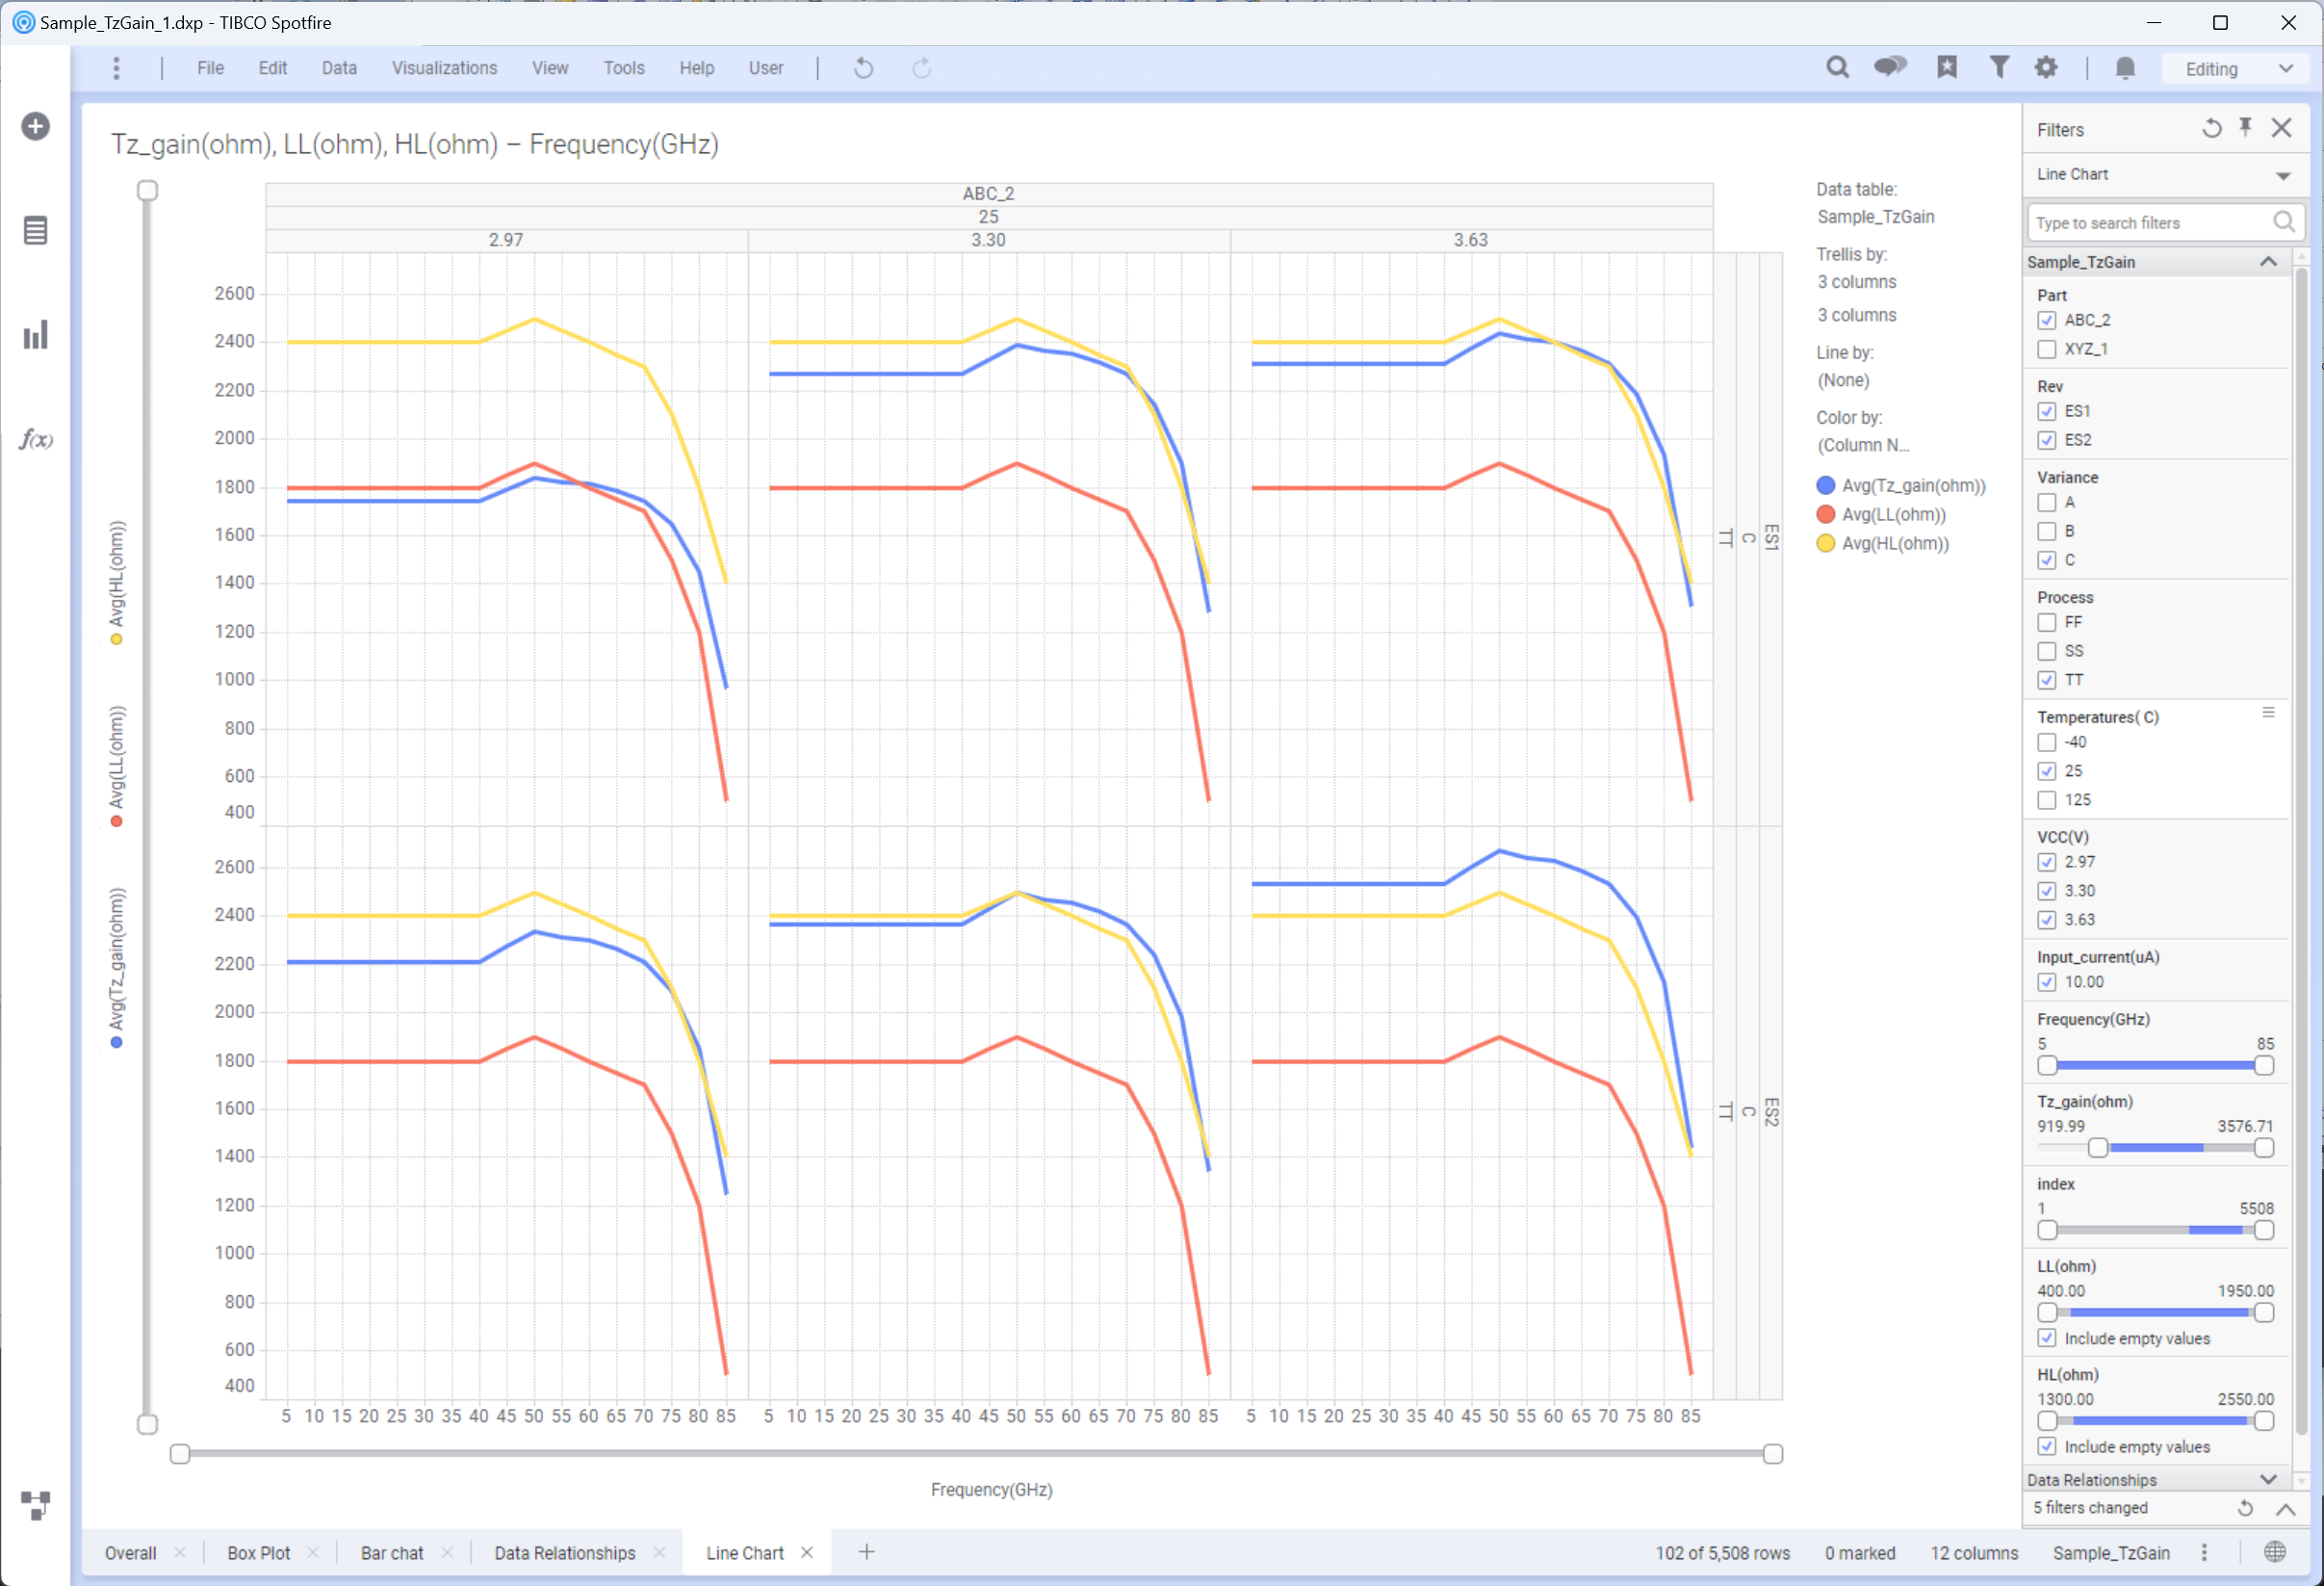 Sample_TzGain_1.dxp - TIBCO Spotfire
File Edit Data Visualizations View Tools Help User
Editing
Tz_gain(ohm), LL(ohm), HL(ohm) – Frequency(GHz)
ABC_2
25
2.97 3.30 3.63
2600
2400
2200
2000
1800
1600
1400
1200
1000
800
600
400
TT C ES1
2600
2400
2200
2000
1800
1600
1400
1200
1000
800
600
400
TT C ES2
5 10 15 20 25 30 35 40 45 50 55 60 65 70 75 80 85 5 10 15 20 25 30 35 40 45 50 55 60 65 70 75 80 85 5 10 15 20 25 30 35 40 45 50 55 60 65 70 75 80 85
Frequency(GHz)
Avg(HL(ohm))
Avg(LL(ohm))
Avg(Tz_gain(ohm))
f(x)
Data table:
Sample_TzGain
Trellis by:
3 columns
3 columns
Line by:
(None)
Color by:
(Column N...
Avg(Tz_gain(ohm))
Avg(LL(ohm))
Avg(HL(ohm))
Filters
Line Chart
Type to search filters
Sample_TzGain
Part
ABC_2
XYZ_1
Rev
ES1
ES2
Variance
A
B
C
Process
FF
SS
TT
Temperatures( C)
-40
25
125
VCC(V)
2.97
3.30
3.63
Input_current(uA)
10.00
Frequency(GHz)
5 85
Tz_gain(ohm)
919.99 3576.71
index
1 5508
LL(ohm)
400.00 1950.00
Include empty values
HL(ohm)
1300.00 2550.00
Include empty values
Data Relationships
5 filters changed
Overall Box Plot Bar chat Data Relationships Line Chart
102 of 5,508 rows 0 marked 12 columns Sample_TzGain